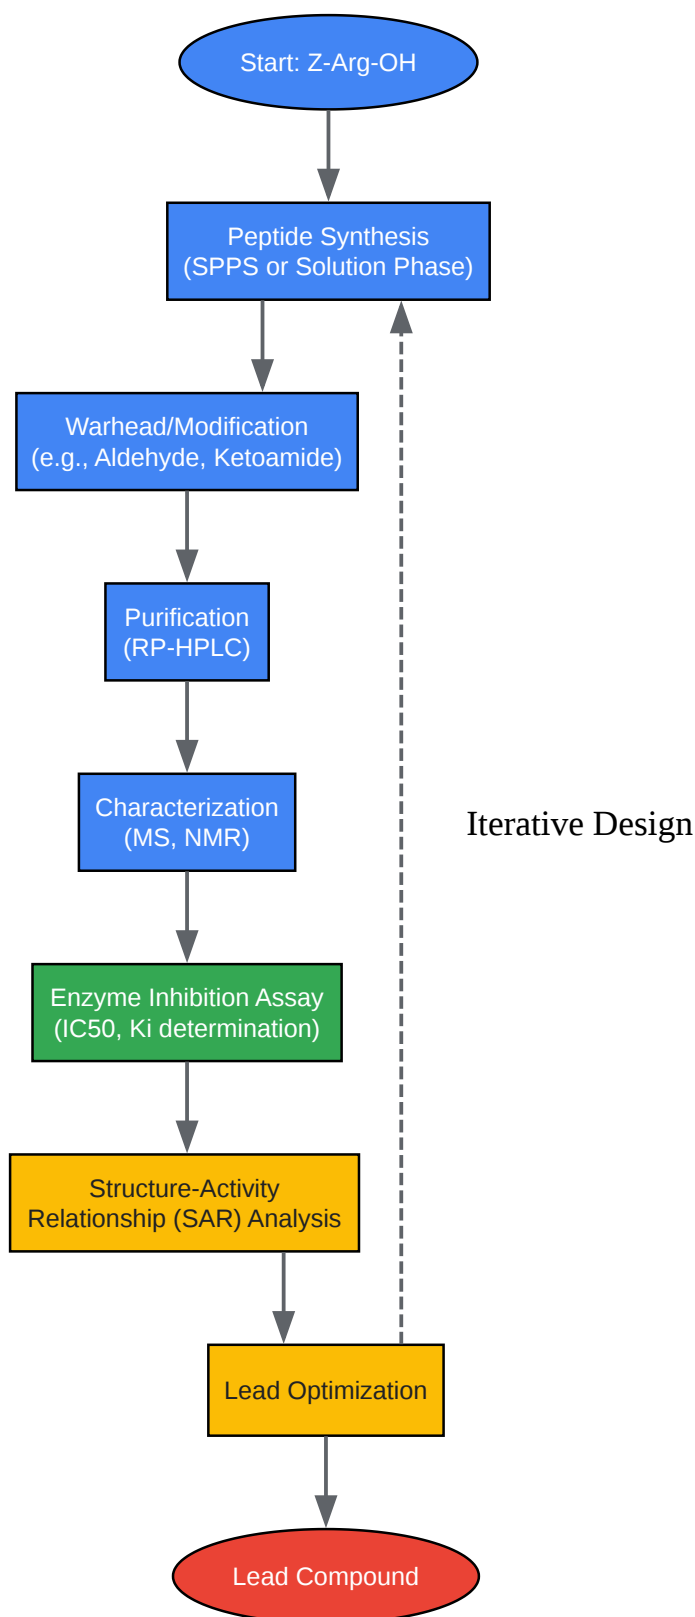 Start: Z-Arg-OH
Peptide Synthesis
(SPPS or Solution Phase)
Warhead/Modification
(e.g., Aldehyde, Ketoamide)
Purification
(RP-HPLC)
Characterization
(MS, NMR)
Iterative Design
Enzyme Inhibition Assay
(IC50, Ki determination)
Structure-Activity
Relationship (SAR) Analysis
Lead Optimization
Lead Compound